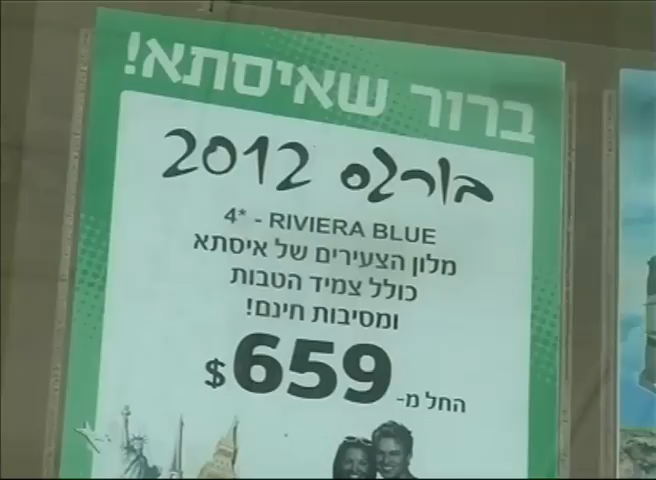 ברור שאיסתא!
בורגס 2012
4* - RIVIERA BLUE
מלון הצעירים של איסתא
כולל צמיד הטבות
ומסיבות חינם!
החל מ- 659$